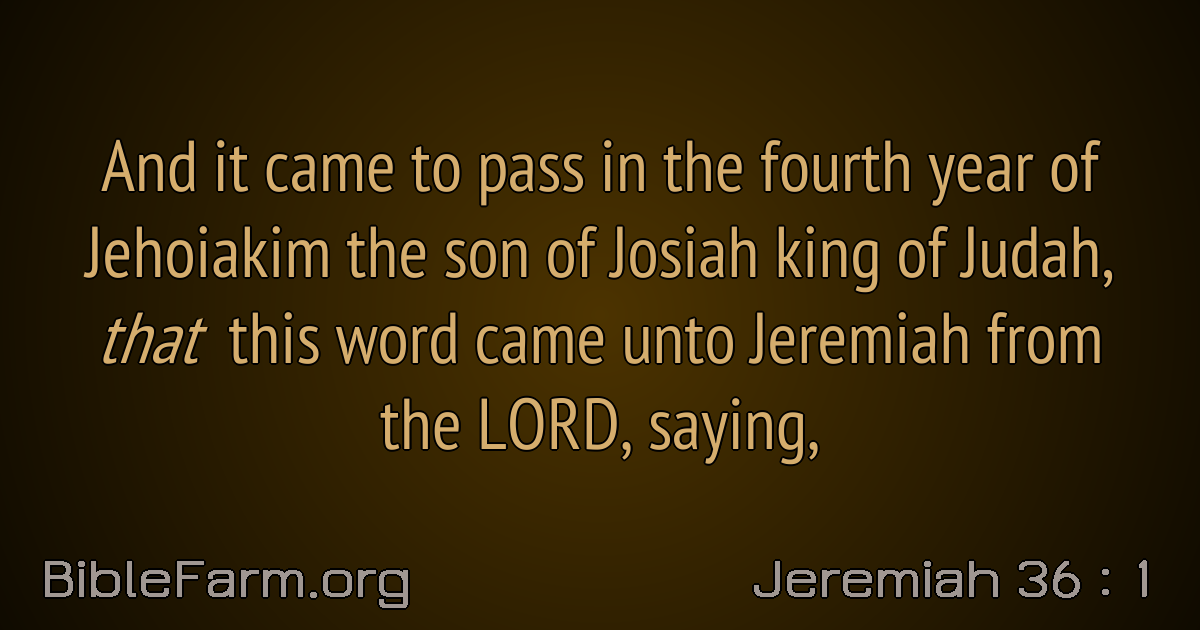 And it came to pass in the fourth year of
Jehoiakim the son of Josiah king of Judah,
that this word came unto Jeremiah from
the LORD, saying,
BibleFarm.org
Jeremiah 36 : 1